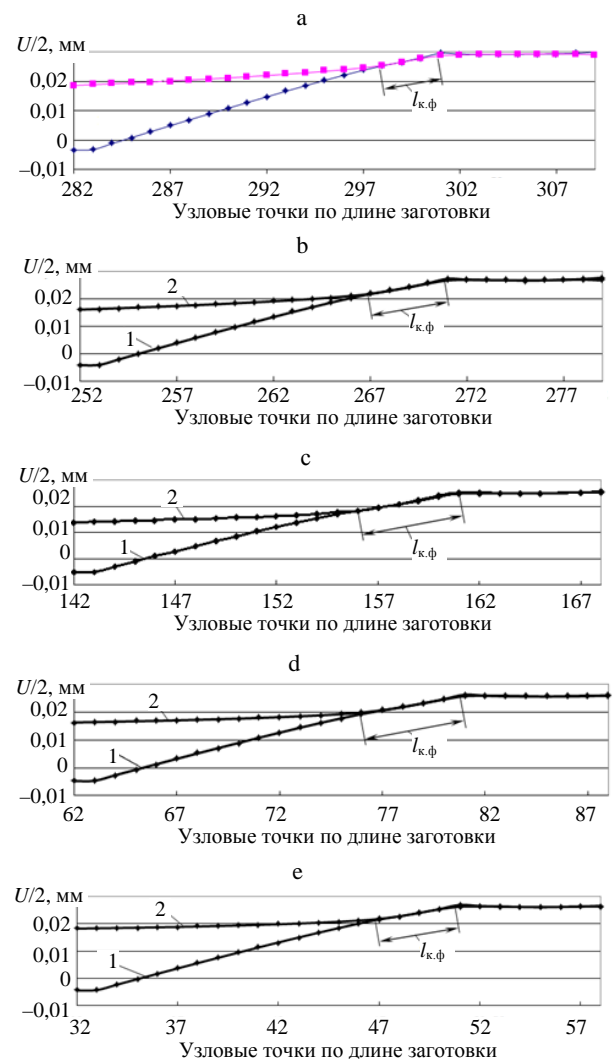 a
U/2, мм
0,02
0,01
0
–0,01
lк.ф
282 287 292 297 302 307
Узловые точки по длине заготовки
b
U/2, мм
2
0,02
lк.ф
0,01
1
0
–0,01
252 257 262 267 272 277
Узловые точки по длине заготовки
c
U/2, мм
2
0,02
0,01
1
lк.ф
0
–0,01
142 147 152 157 162 167
Узловые точки по длине заготовки
d
U/2, мм
2
0,02
0,01
1
lк.ф
0
–0,01
62 67 72 77 82 87
Узловые точки по длине заготовки
e
U/2, мм
2
0,02
lк.ф
0,01
1
0
–0,01
32 37 42 47 52 57
Узловые точки по длине заготовки